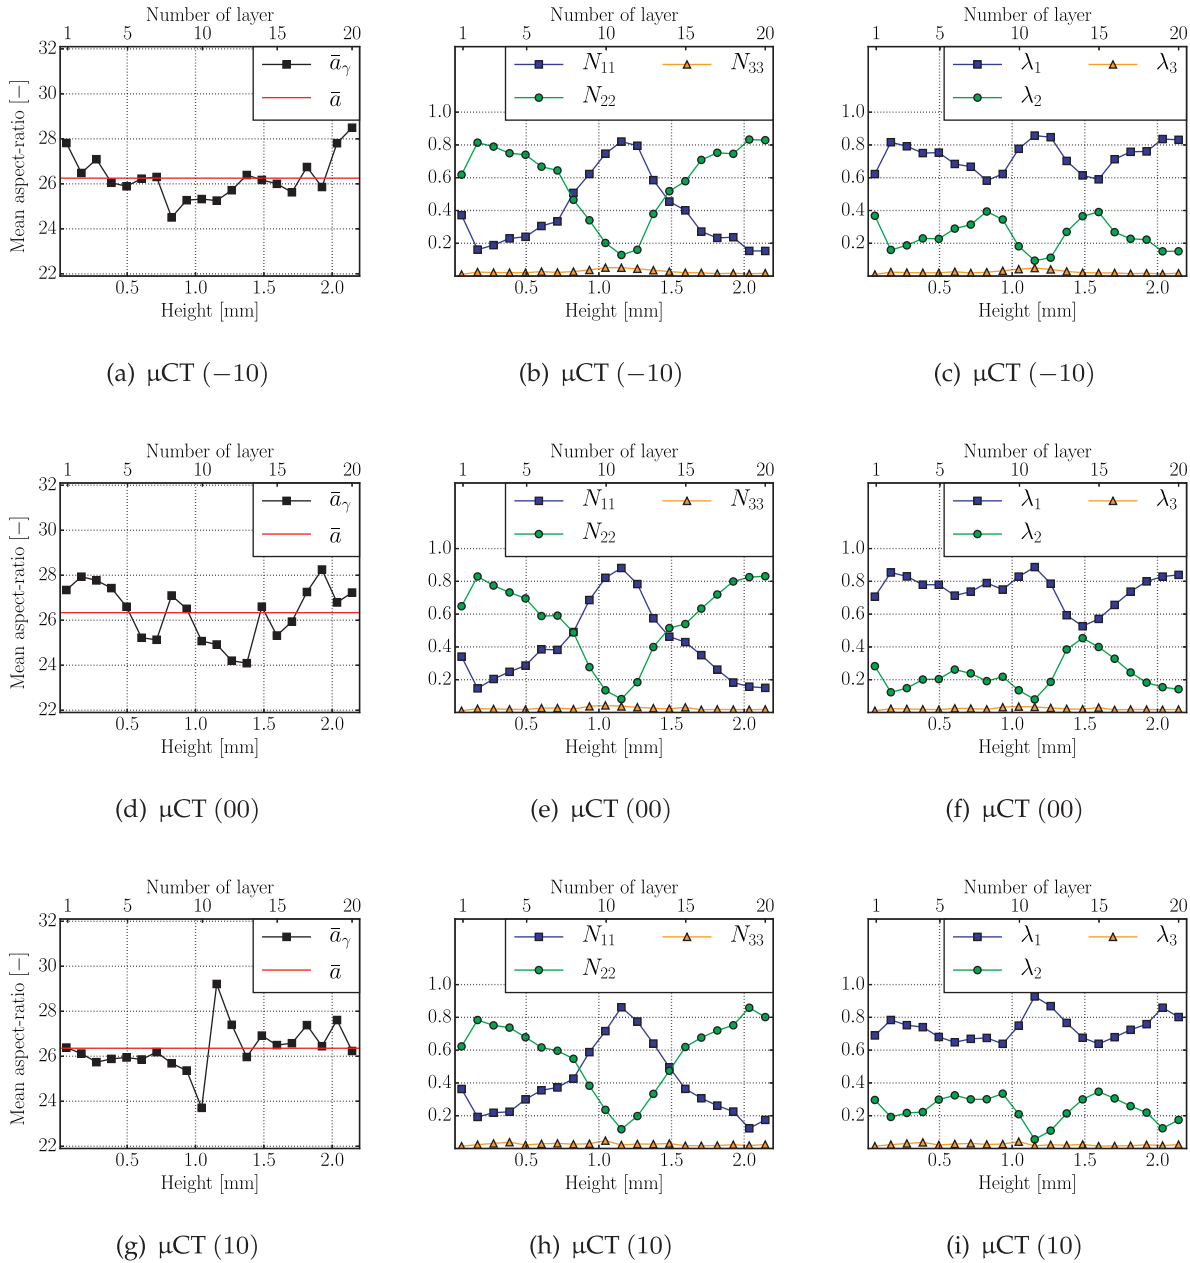 Number of layer Number of layer Number of layer
1 5 10 15 20 1 5 10 15 20 1 5 10 15 20
Mean aspect-ratio [−]
32 30 28 26 24 22
ā_γ
ā
0.5 1.0 1.5 2.0
Height [mm]
1.0 0.8 0.6 0.4 0.2
N₁₁ N₃₃
N₂₂
0.5 1.0 1.5 2.0
Height [mm]
1.0 0.8 0.6 0.4 0.2
λ₁ λ₃
λ₂
0.5 1.0 1.5 2.0
Height [mm]
(a) µCT (−10) (b) µCT (−10) (c) µCT (−10)
Number of layer Number of layer Number of layer
1 5 10 15 20 1 5 10 15 20 1 5 10 15 20
Mean aspect-ratio [−]
32 30 28 26 24 22
ā_γ
ā
0.5 1.0 1.5 2.0
Height [mm]
1.0 0.8 0.6 0.4 0.2
N₁₁ N₃₃
N₂₂
0.5 1.0 1.5 2.0
Height [mm]
1.0 0.8 0.6 0.4 0.2
λ₁ λ₃
λ₂
0.5 1.0 1.5 2.0
Height [mm]
(d) µCT (00) (e) µCT (00) (f) µCT (00)
Number of layer Number of layer Number of layer
1 5 10 15 20 1 5 10 15 20 1 5 10 15 20
Mean aspect-ratio [−]
32 30 28 26 24 22
ā_γ
ā
0.5 1.0 1.5 2.0
Height [mm]
1.0 0.8 0.6 0.4 0.2
N₁₁ N₃₃
N₂₂
0.5 1.0 1.5 2.0
Height [mm]
1.0 0.8 0.6 0.4 0.2
λ₁ λ₃
λ₂
0.5 1.0 1.5 2.0
Height [mm]
(g) µCT (10) (h) µCT (10) (i) µCT (10)